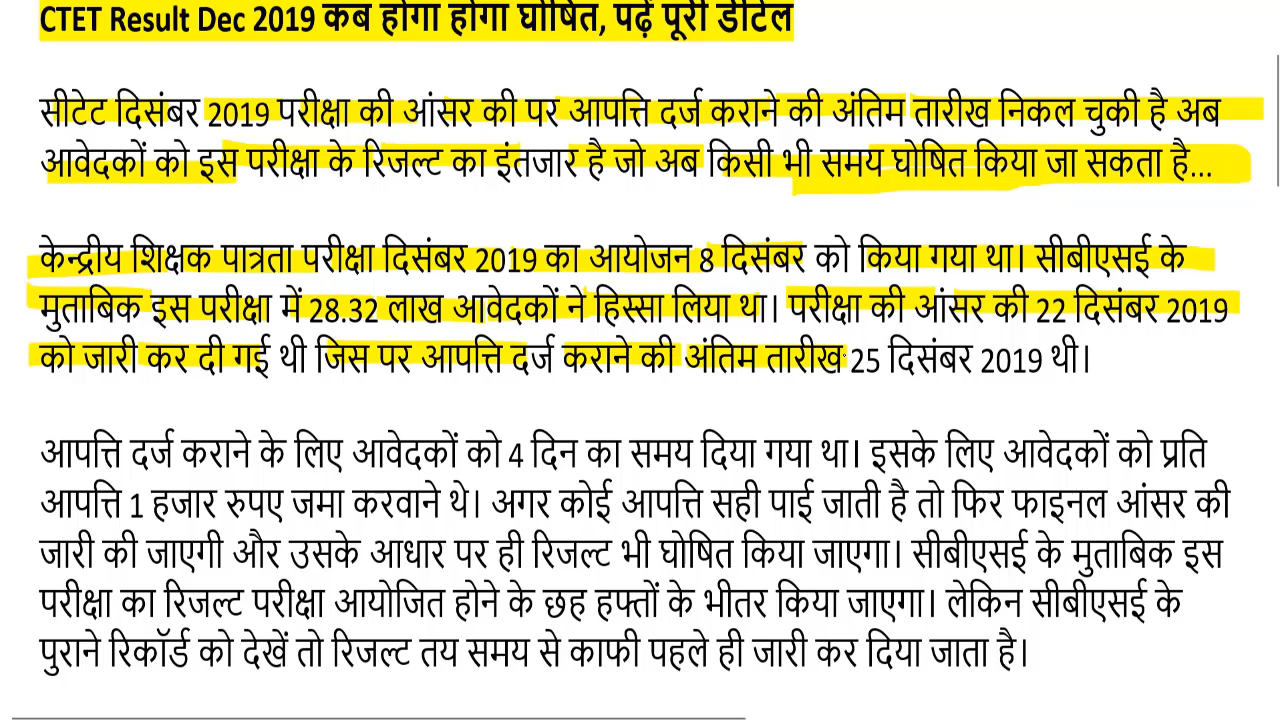 CTET Result Dec 2019 कब होगा होगा घोषित, पढ़ें पूरी डीटेल
सीटेट दिसंबर 2019 परीक्षा की आंसर की पर आपत्ति दर्ज कराने की अंतिम तारीख निकल चुकी है अब
आवेदकों को इस परीक्षा के रिजल्ट का इंतजार है जो अब किसी भी समय घोषित किया जा सकता है...
केन्द्रीय शिक्षक पात्रता परीक्षा दिसंबर 2019 का आयोजन 8 दिसंबर को किया गया था। सीबीएसई के
मुताबिक इस परीक्षा में 28.32 लाख आवेदकों ने हिस्सा लिया था। परीक्षा की आंसर की 22 दिसंबर 2019
को जारी कर दी गई थी जिस पर आपत्ति दर्ज कराने की अंतिम तारीख 25 दिसंबर 2019 थी।
आपत्ति दर्ज कराने के लिए आवेदकों को 4 दिन का समय दिया गया था। इसके लिए आवेदकों को प्रति
आपत्ति 1 हजार रुपए जमा करवाने थे। अगर कोई आपत्ति सही पाई जाती है तो फिर फाइनल आंसर की
जारी की जाएगी और उसके आधार पर ही रिजल्ट भी घोषित किया जाएगा। सीबीएसई के मुताबिक इस
परीक्षा का रिजल्ट परीक्षा आयोजित होने के छह हफ्तों के भीतर किया जाएगा। लेकिन सीबीएसई के
पुराने रिकॉर्ड को देखें तो रिजल्ट तय समय से काफी पहले ही जारी कर दिया जाता है।